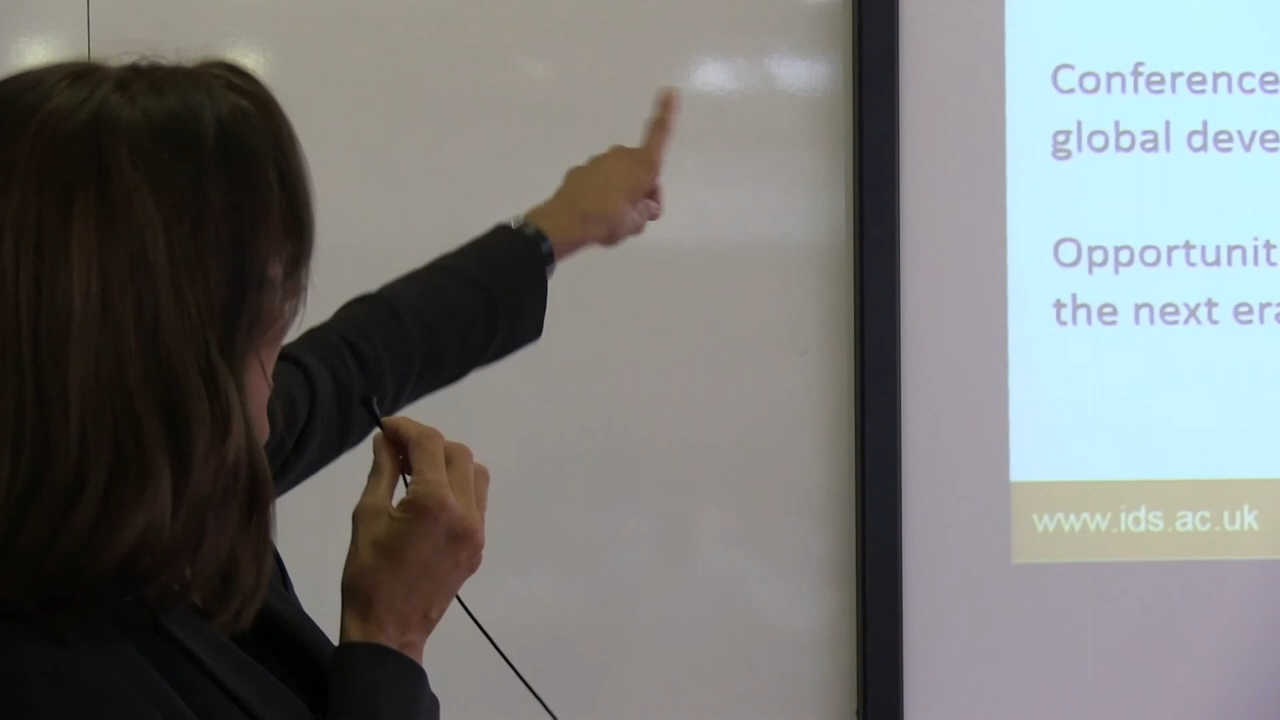 Conference
global deve
Opportunit
the next era
www.ids.ac.uk